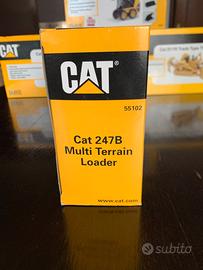 CAT
55102
Cat 247B
Multi Terrain
Loader
www.cat.com
subito